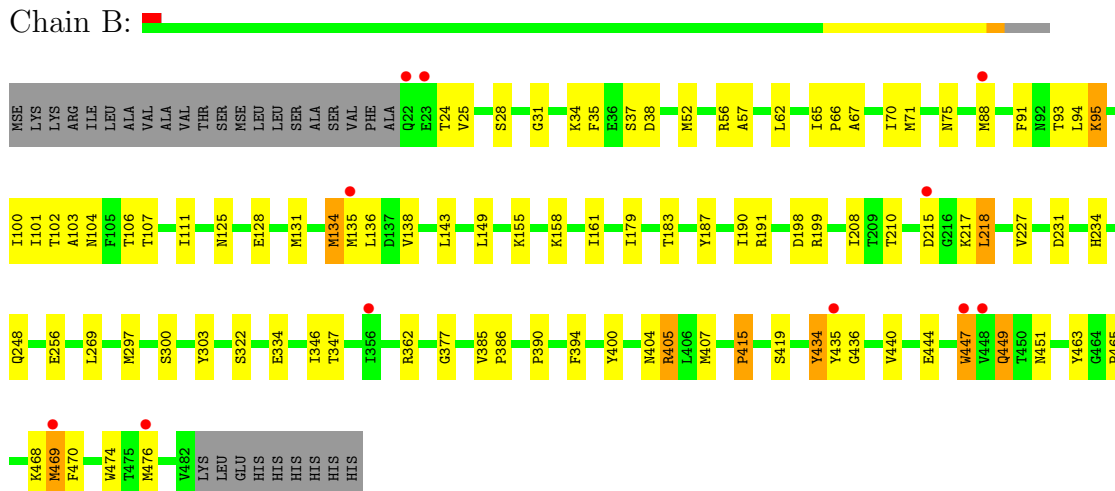 Chain B:
MSE LYS LYS ARG ILE LEU ALA VAL ALA VAL THR SER MSE LEU LEU SER ALA SER VAL PHE ALA Q22 E23 T24 V25 S28 G31 K34 F35 E36 S37 D38 M52 R56 A57 L62 I65 P66 A67 I70 M71 N75 M88 F91 N92 T93 L94 K95
I100 I101 T102 A103 N104 F105 T106 T107 I111 N125 E128 M131 M134 M135 L136 D137 V138 L143 L149 K155 K158 I161 I179 T183 Y187 I190 R191 D198 R199 I208 T209 T210 D215 G216 K217 L218 V227 D231 H234
Q248 E256 L269 M297 S300 Y303 S322 E334 I346 T347 I356 R362 G377 V385 P386 P390 F394 Y400 N404 R405 L406 M407 P415 S419 V434 Y435 G436 V440 E444 W447 V448 Q449 T450 N451 Y463 G464
K468 M469 F470 W474 T475 M476 V482 LYS LEU GLU HIS HIS HIS HIS HIS HIS